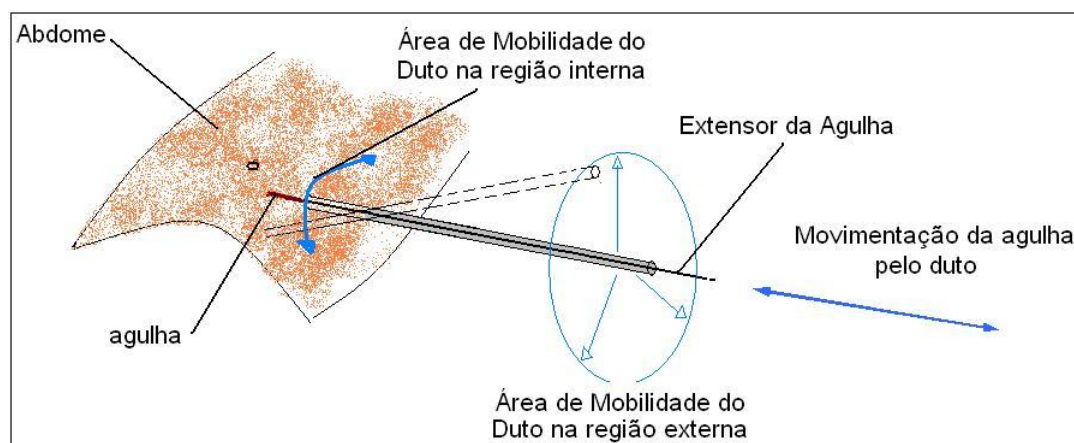 Abdome
Área de Mobilidade do
Duto na região interna
Extensor da Agulha
Movimentação da agulha
pelo duto
agulha
Área de Mobilidade do
Duto na região externa